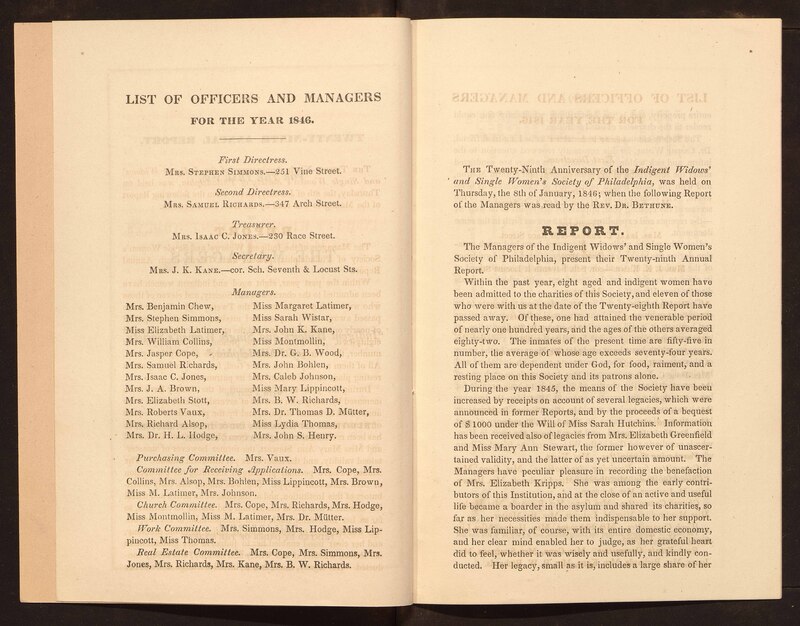 LIST OF OFFICERS AND MANAGERS
FOR THE YEAR 1846.
First Directress.
Mrs. Stephen Simmons.—251 Vine Street.
Second Directress.
Mrs. Samuel Richards.—347 Arch Street.
Treasurer.
Mrs. Isaac C. Jones.—230 Race Street.
Secretary.
Mrs. J. K. Kane.—cor. Sch. Seventh & Locust Sts.
Managers.
Mrs. Benjamin Chew,
Mrs. Stephen Simmons,
Miss Elizabeth Latimer,
Mrs. William Collins,
Mrs. Jasper Cope,
Mrs. Samuel Richards,
Mrs. Isaac C. Jones,
Mrs. J. A. Brown,
Mrs. Elizabeth Stott,
Mrs. Roberts Vaux,
Mrs. Richard Alsop,
Mrs. Dr. H. L. Hodge,
Miss Margaret Latimer,
Miss Sarah Wistar,
Mrs. John K. Kane,
Miss Montmollin,
Mrs. Dr. G. B. Wood,
Mrs. John Bohlen,
Mrs. Caleb Johnson,
Miss Mary Lippincott,
Mrs. B. W. Richards,
Mrs. Dr. Thomas D. Mütter,
Miss Lydia Thomas,
Mrs. John S. Henry.
Purchasing Committee. Mrs. Vaux.
Committee for Receiving Applications. Mrs. Cope, Mrs.
Collins, Mrs. Alsop, Mrs. Bohlen, Miss Lippincott, Mrs. Brown,
Miss M. Latimer, Mrs. Johnson.
Church Committee. Mrs. Cope, Mrs. Richards, Mrs. Hodge,
Miss Montmollin, Miss M. Latimer, Mrs. Dr. Mütter.
Work Committee. Mrs. Simmons, Mrs. Hodge, Miss Lip-
pincott, Miss Thomas.
Real Estate Committee. Mrs. Cope, Mrs. Simmons, Mrs.
Jones, Mrs. Richards, Mrs. Kane, Mrs. B. W. Richards.
The Twenty-Ninth Anniversary of the Indigent Widows'
and Single Women's Society of Philadelphia, was held on
Thursday, the 8th of January, 1846; when the following Report
of the Managers was read by the Rev. Dr. Bethune.
REPORT.
The Managers of the Indigent Widows' and Single Women's
Society of Philadelphia, present their Twenty-ninth Annual
Report.
Within the past year, eight aged and indigent women have
been admitted to the charities of this Society, and eleven of those
who were with us at the date of the Twenty-eighth Report have
passed away. Of these, one had attained the venerable period
of nearly one hundred years, and the ages of the others averaged
eighty-two. The inmates of the present time are fifty-five in
number, the average of whose age exceeds seventy-four years.
All of them are dependent under God, for food, raiment, and a
resting place on this Society and its patrons alone.
During the year 1845, the means of the Society have been
increased by receipts on account of several legacies, which were
announced in former Reports, and by the proceeds of a bequest
of $1000 under the Will of Miss Sarah Hutchins. Information
has been received also of legacies from Mrs. Elizabeth Greenfield
and Miss Mary Ann Stewart, the former however of unascer-
tained validity, and the latter of as yet uncertain amount. The
Managers have peculiar pleasure in recording the benefaction
of Mrs. Elizabeth Kripps. She was among the early contri-
butors of this Institution, and at the close of an active and useful
life became a boarder in the asylum and shared its charities, so
far as her necessities made them indispensable to her support.
She was familiar, of course, with its entire domestic economy,
and her clear mind enabled her to judge, as her grateful heart
did to feel, whether it was wisely and usefully, and kindly con-
ducted. Her legacy, small as it is, includes a large share of her